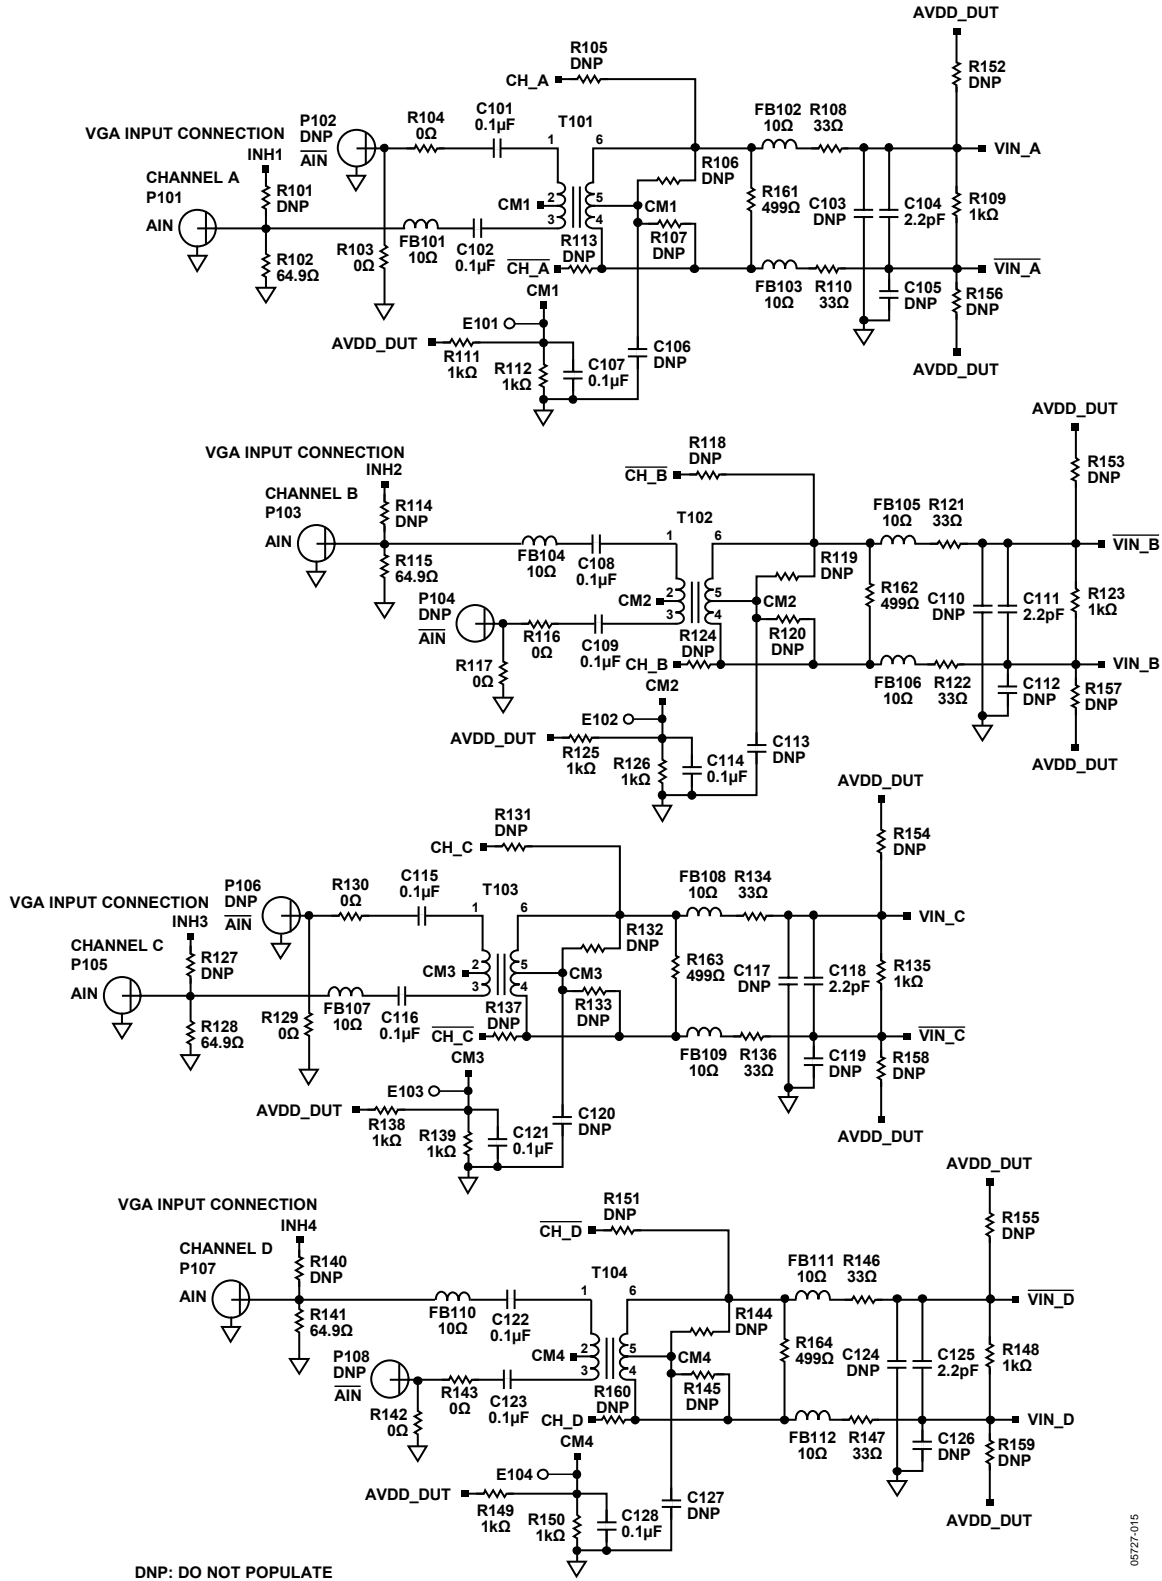 AVDD_DUT
R105
DNP
CH_A
R152
DNP
P102
DNP
AIN
R104
0Ω
C101
0.1µF
T101
1
6
FB102
10Ω
R108
33Ω
VIN_A
VGA INPUT CONNECTION
INH1
CHANNEL A
P101
AIN
R101
DNP
R106
DNP
CM1
2
5
CM1
R161
499Ω
C103
DNP
C104
2.2pF
R109
1kΩ
3
4
R107
DNP
R102
64.9Ω
R103
0Ω
FB101
10Ω
C102
0.1µF
R113
DNP
CH_A
FB103
10Ω
R110
33Ω
C105
DNP
VIN_A
R156
DNP
CM1
E101
AVDD_DUT
R111
1kΩ
R112
1kΩ
C107
0.1µF
C106
DNP
AVDD_DUT
AVDD_DUT
R118
DNP
CH_B
R153
DNP
VGA INPUT CONNECTION
INH2
CHANNEL B
P103
AIN
R114
DNP
T102
1
6
FB105
10Ω
R121
33Ω
VIN_B
FB104
10Ω
C108
0.1µF
R115
64.9Ω
R119
DNP
P104
DNP
AIN
CM2
2
5
CM2
R162
499Ω
C110
DNP
C111
2.2pF
R123
1kΩ
3
4
R116
0Ω
C109
0.1µF
R124
DNP
R120
DNP
R117
0Ω
CH_B
FB106
10Ω
R122
33Ω
C112
DNP
VIN_B
R157
DNP
CM2
E102
AVDD_DUT
R125
1kΩ
R126
1kΩ
C114
0.1µF
C113
DNP
AVDD_DUT
AVDD_DUT
R131
DNP
CH_C
R154
DNP
P106
DNP
AIN
R130
0Ω
C115
0.1µF
T103
1
6
FB108
10Ω
R134
33Ω
VIN_C
VGA INPUT CONNECTION
INH3
CHANNEL C
P105
AIN
R127
DNP
R132
DNP
CM3
2
5
CM3
R163
499Ω
C117
DNP
C118
2.2pF
R135
1kΩ
3
4
R133
DNP
R128
64.9Ω
R129
0Ω
FB107
10Ω
C116
0.1µF
R137
DNP
CH_C
FB109
10Ω
R136
33Ω
C119
DNP
VIN_C
R158
DNP
CM3
E103
AVDD_DUT
R138
1kΩ
R139
1kΩ
C121
0.1µF
C120
DNP
AVDD_DUT
AVDD_DUT
R151
DNP
CH_D
R155
DNP
VGA INPUT CONNECTION
INH4
CHANNEL D
P107
AIN
R140
DNP
T104
1
6
FB111
10Ω
R146
33Ω
VIN_D
FB110
10Ω
C122
0.1µF
R141
64.9Ω
R144
DNP
P108
DNP
AIN
CM4
2
5
CM4
R164
499Ω
C124
DNP
C125
2.2pF
R148
1kΩ
3
4
R143
0Ω
C123
0.1µF
R160
DNP
R145
DNP
R142
0Ω
CH_D
FB112
10Ω
R147
33Ω
C126
DNP
VIN_D
R159
DNP
CM4
E104
AVDD_DUT
R149
1kΩ
R150
1kΩ
C128
0.1µF
C127
DNP
AVDD_DUT
DNP: DO NOT POPULATE
05727-015